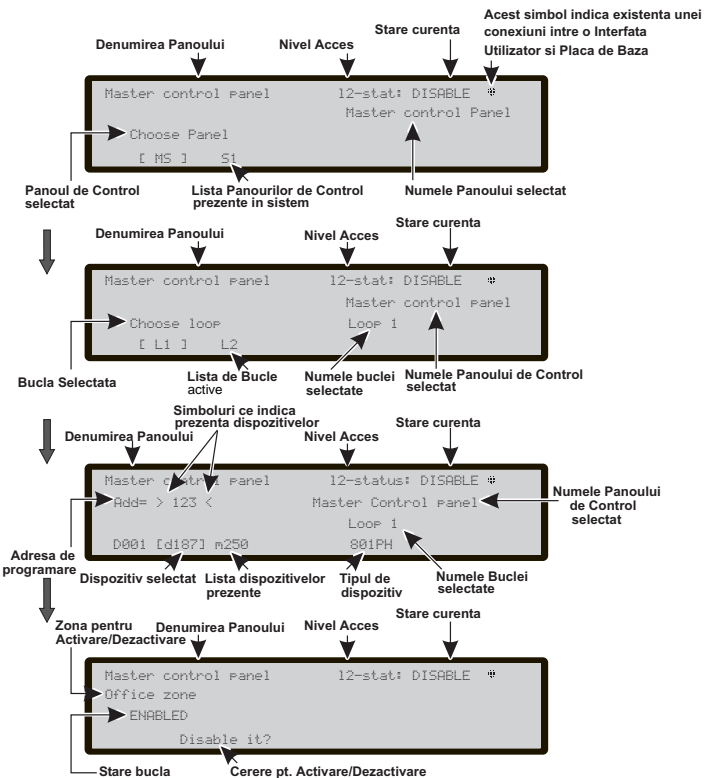 Acest simbol indica existenta unei
conexiuni intre o Interfata
Utilizator si Placa de Baza
Stare curenta
Denumirea Panoului
Nivel Acces
Master control panel
12-stat: DISABLE
Master control Panel
Choose Panel
[ MS ] S1
Panoul de Control
selectat
Lista Panourilor de Control
prezente in sistem
Numele Panoului selectat
Stare curenta
Denumirea Panoului
Nivel Acces
Master control panel
12-stat: DISABLE
Master control panel
Choose loop
Loop 1
[ L1 ] L2
Bucla Selectata
Lista de Bucle
active
Numele buclei
selectate
Numele Panoului de Control
selectat
Simboluri ce indica
prezenta dispozitivelor
Stare curenta
Denumirea Panoului
Nivel Acces
Master control panel
12-status: DISABLE
Add= > 123 <
Master Control panel
Loop 1
D001 [d187] m250
801PH
Numele Panoului
de Control
selectat
Adresa de
programare
Dispozitiv selectat
Lista dispozitivelor
prezente
Tipul de
dispozitiv
Numele Buclei
selectate
Stare curenta
Zona pentru
Activare/Dezactivare
Denumirea Panoului
Nivel Acces
Master control panel
12-stat: DISABLE
Office zone
ENABLED
Disable it?
Stare bucla
Cerere pt. Activare/Dezactivare